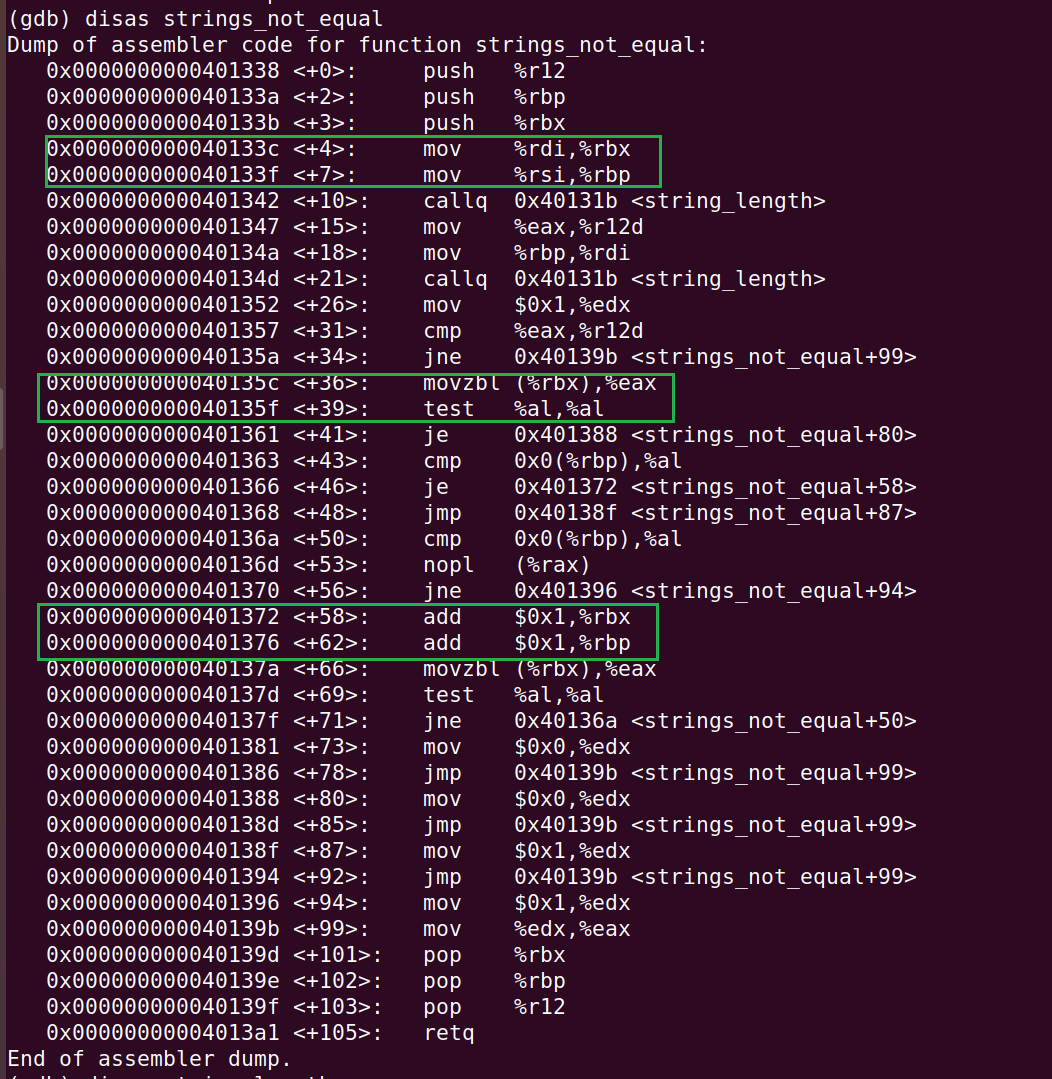 (gdb) disas strings_not_equal
Dump of assembler code for function strings_not_equal:
0x0000000000401338 <+0>: push %r12
0x000000000040133a <+2>: push %rbp
0x000000000040133b <+3>: push %rbx
0x000000000040133c <+4>: mov %rdi,%rbx
0x000000000040133f <+7>: mov %rsi,%rbp
0x0000000000401342 <+10>: callq 0x40131b <string_length>
0x0000000000401347 <+15>: mov %eax,%r12d
0x000000000040134a <+18>: mov %rbp,%rdi
0x000000000040134d <+21>: callq 0x40131b <string_length>
0x0000000000401352 <+26>: mov $0x1,%edx
0x0000000000401357 <+31>: cmp %eax,%r12d
0x000000000040135a <+34>: jne 0x40139b <strings_not_equal+99>
0x000000000040135c <+36>: movzbl (%rbx),%eax
0x000000000040135f <+39>: test %al,%al
0x0000000000401361 <+41>: je 0x401388 <strings_not_equal+80>
0x0000000000401363 <+43>: cmp 0x0(%rbp),%al
0x0000000000401366 <+46>: je 0x401372 <strings_not_equal+58>
0x0000000000401368 <+48>: jmp 0x40138f <strings_not_equal+87>
0x000000000040136a <+50>: cmp 0x0(%rbp),%al
0x000000000040136d <+53>: nopl (%rax)
0x0000000000401370 <+56>: jne 0x401396 <strings_not_equal+94>
0x0000000000401372 <+58>: add $0x1,%rbx
0x0000000000401376 <+62>: add $0x1,%rbp
0x000000000040137a <+66>: movzbl (%rbx),%eax
0x000000000040137d <+69>: test %al,%al
0x000000000040137f <+71>: jne 0x40136a <strings_not_equal+50>
0x0000000000401381 <+73>: mov $0x0,%edx
0x0000000000401386 <+78>: jmp 0x40139b <strings_not_equal+99>
0x0000000000401388 <+80>: mov $0x0,%edx
0x000000000040138d <+85>: jmp 0x40139b <strings_not_equal+99>
0x000000000040138f <+87>: mov $0x1,%edx
0x0000000000401394 <+92>: jmp 0x40139b <strings_not_equal+99>
0x0000000000401396 <+94>: mov $0x1,%edx
0x000000000040139b <+99>: mov %edx,%eax
0x000000000040139d <+101>: pop %rbx
0x000000000040139e <+102>: pop %rbp
0x000000000040139f <+103>: pop %r12
0x00000000004013a1 <+105>: retq
End of assembler dump.